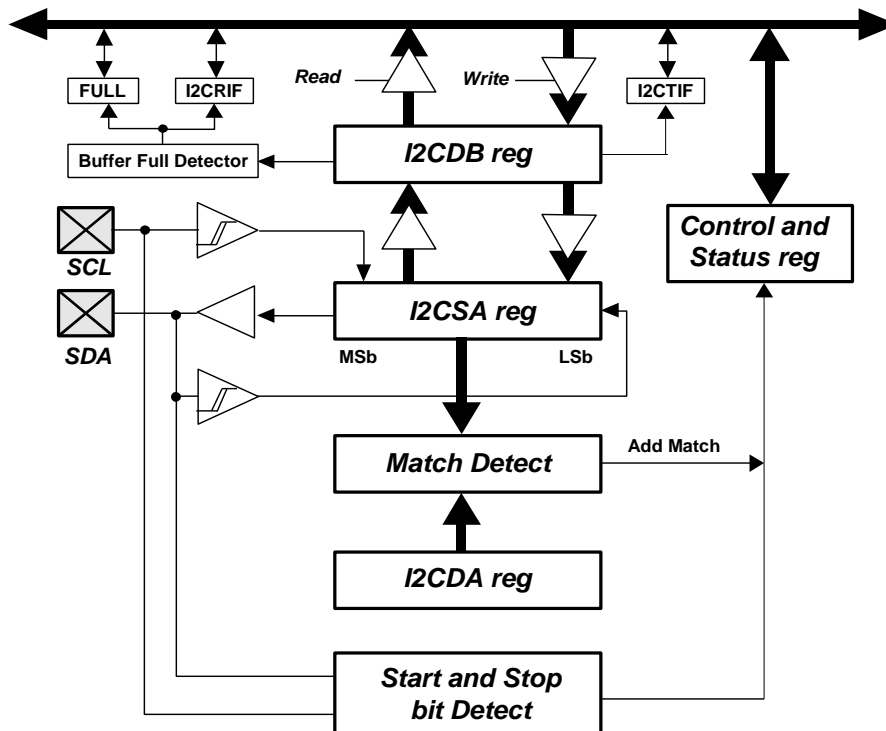 Read
Write
FULL
I2CRIF
I2CTIF
I2CDB reg
Buffer Full Detector
SCL
Control and
Status reg
I2CSA reg
SDA
MSb
LSb
Match Detect
Add Match
I2CDA reg
Start and Stop
bit Detect